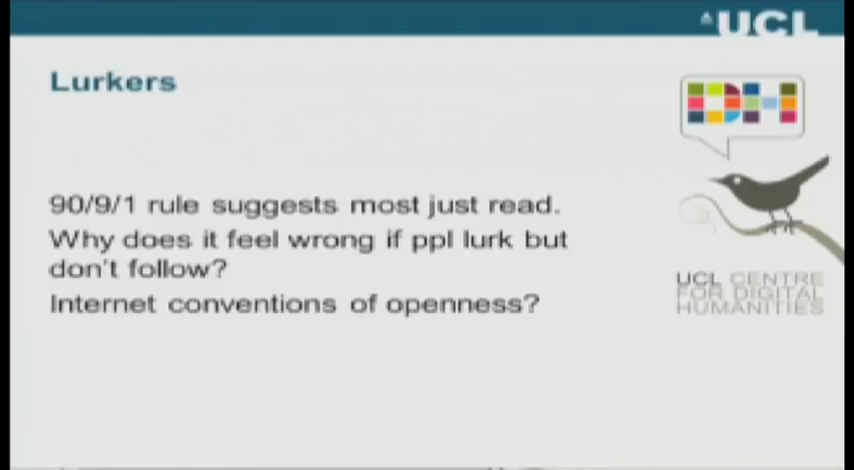 UCL
Lurkers
DH
90/9/1 rule suggests most just read.
Why does it feel wrong if ppl lurk but
don't follow?
Internet conventions of openness?
UCL CENTRE
FOR DIGITAL
HUMANITIES